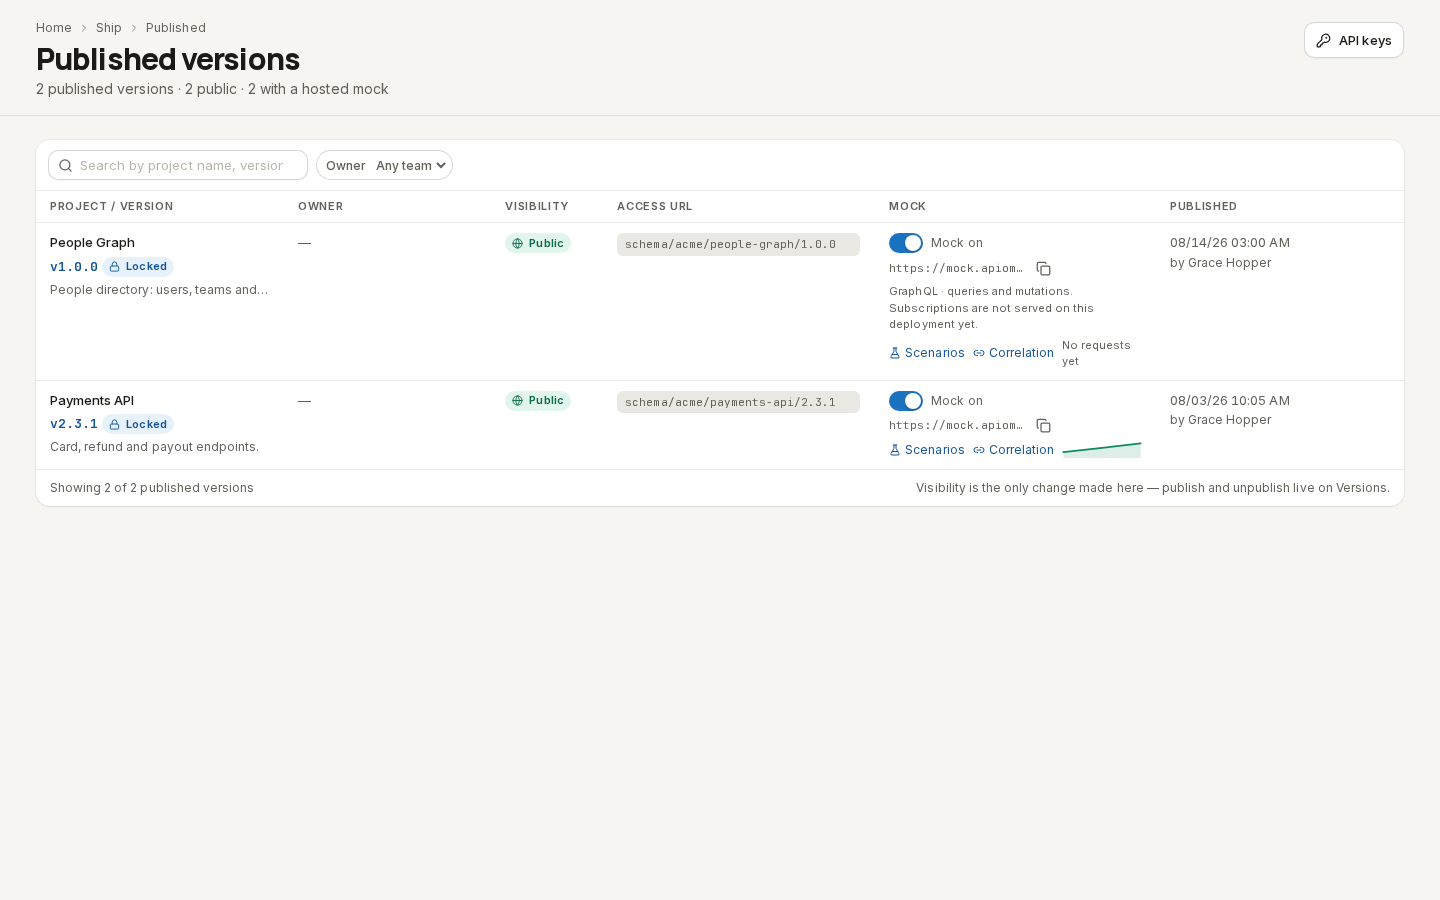 Home > Ship > Published
Published versions
2 published versions · 2 public · 2 with a hosted mock
API keys
Search by project name, version
Owner Any team
PROJECT / VERSION OWNER VISIBILITY ACCESS URL MOCK PUBLISHED
People Graph — Public schema/acme/people-graph/1.0.0 Mock on 08/14/26 03:00 AM
v1.0.0 Locked https://mock.apiom… by Grace Hopper
People directory: users, teams and…
GraphQL · queries and mutations.
Subscriptions are not served on this
deployment yet.
Scenarios Correlation No requests
yet
Payments API — Public schema/acme/payments-api/2.3.1 Mock on 08/03/26 10:05 AM
v2.3.1 Locked https://mock.apiom… by Grace Hopper
Card, refund and payout endpoints. Scenarios Correlation
Showing 2 of 2 published versions Visibility is the only change made here — publish and unpublish live on Versions.